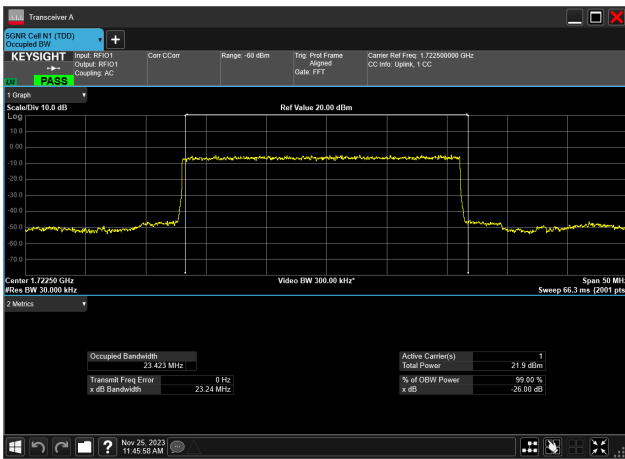 Transceiver A
5GNR Cell N1 (TDD)
Occupied BW
KEYSIGHT
LXI
PASS
Input: RFIO1
Output: RFIO1
Coupling: AC
Corr CCorr
Range: -60 dBm
Trig: Prot Frame
Aligned
Gate: FFT
Carrier Ref Freq: 1.722500000 GHz
CC Info: Uplink, 1 CC
1 Graph
Scale/Div 10.0 dB
Ref Value 20.00 dBm
Log
10.0
0.00
-10.0
-20.0
-30.0
-40.0
-50.0
-60.0
-70.0
Center 1.72250 GHz
Video BW 300.00 kHz*
Span 50 MHz
#Res BW 30.000 kHz
Sweep 66.3 ms (2001 pts
2 Metrics
Occupied Bandwidth
23.423 MHz
Active Carrier(s) 1
Total Power 21.9 dBm
Transmit Freq Error 0 Hz
x dB Bandwidth 23.24 MHz
% of OBW Power 99.00 %
x dB -26.00 dB
?
Nov 25, 2023
11:45:58 AM